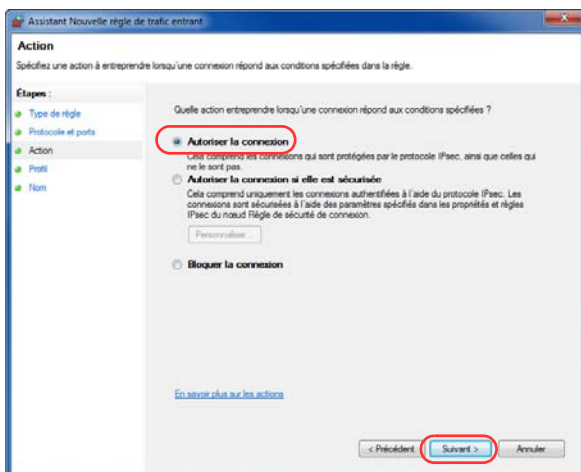 Assistant Nouvelle règle de trafic entrant
Action
Spécifiez une action à entreprendre lorsqu'une connexion répond aux conditions spécifiées dans la règle.
Étapes :
Type de règle
Protocole et ports
Action
Profil
Nom
Quelle action entreprendre lorsqu'une connexion répond aux conditions spécifiées ?
Autoriser la connexion
Cela comprend les connexions qui sont protégées par le protocole IPsec, ainsi que celles qui
ne le sont pas.
Autoriser la connexion si elle est sécurisée
Cela comprend uniquement les connexions authentifiées à l'aide du protocole IPsec. Les
connexions sont sécurisées à l'aide des paramètres spécifiés dans les propriétés et règles
IPsec du nœud Règle de sécurité de connexion.
Personnaliser...
Bloquer la connexion
En savoir plus sur les actions
< Précédent
Suivant >
Annuler